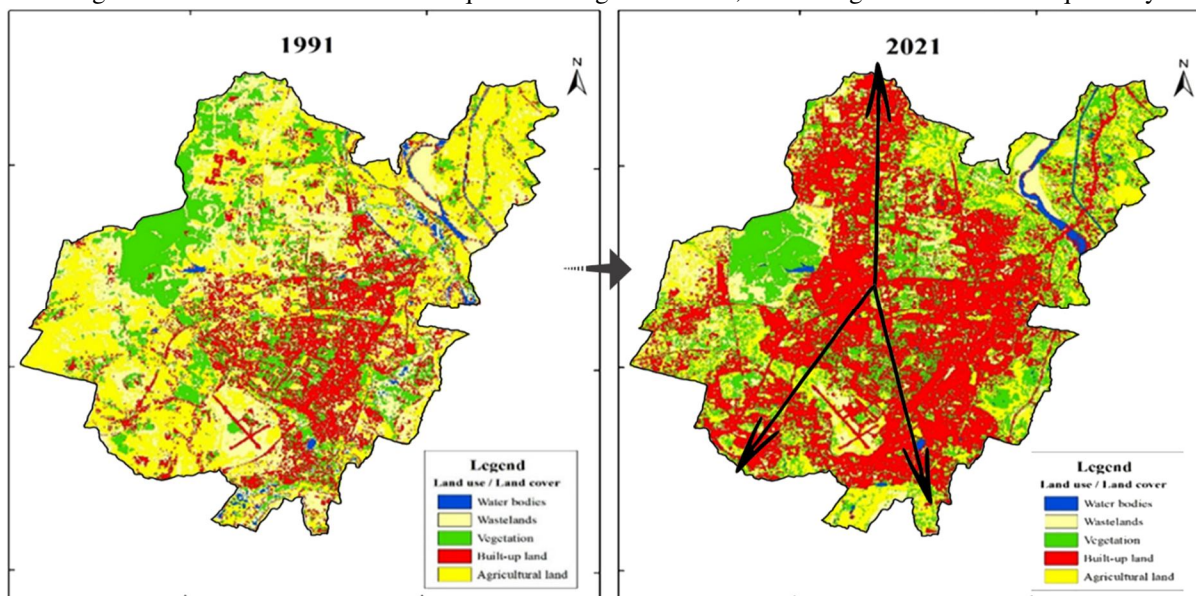 1991
N
Legend
Land use / Land cover
Water bodies
Wastelands
Vegetation
Built-up land
Agricultural land
2021
N
Legend
Land use / Land cover
Water bodies
Wastelands
Vegetation
Built-up land
Agricultural land